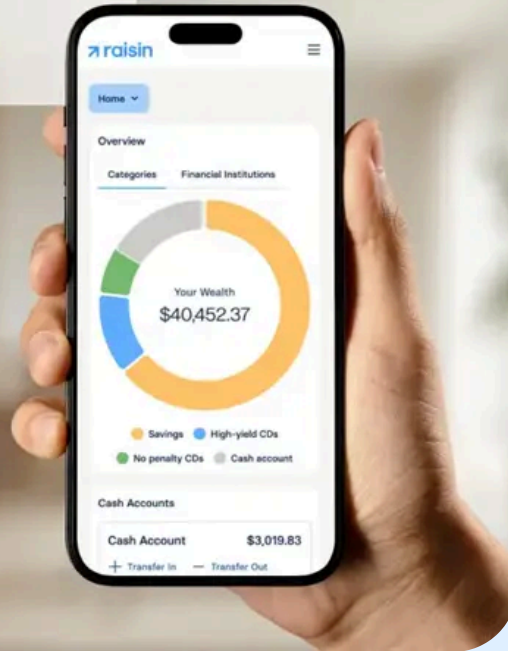 raisin
Home
Overview
Categories Financial Institutions
Your Wealth
$40,452.37
Savings High-yield CDs
No penalty CDs Cash account
Cash Accounts
Cash Account $3,019.83
+ Transfer in — Transfer Out